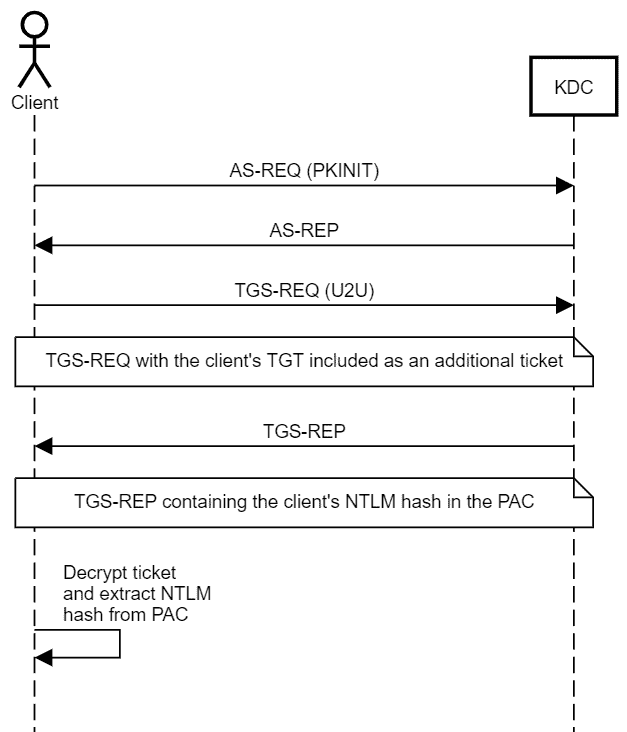 Client
KDC
AS-REQ (PKINIT)
AS-REP
TGS-REQ (U2U)
TGS-REQ with the client's TGT included as an additional ticket
TGS-REP
TGS-REP containing the client's NTLM hash in the PAC
Decrypt ticket
and extract NTLM
hash from PAC